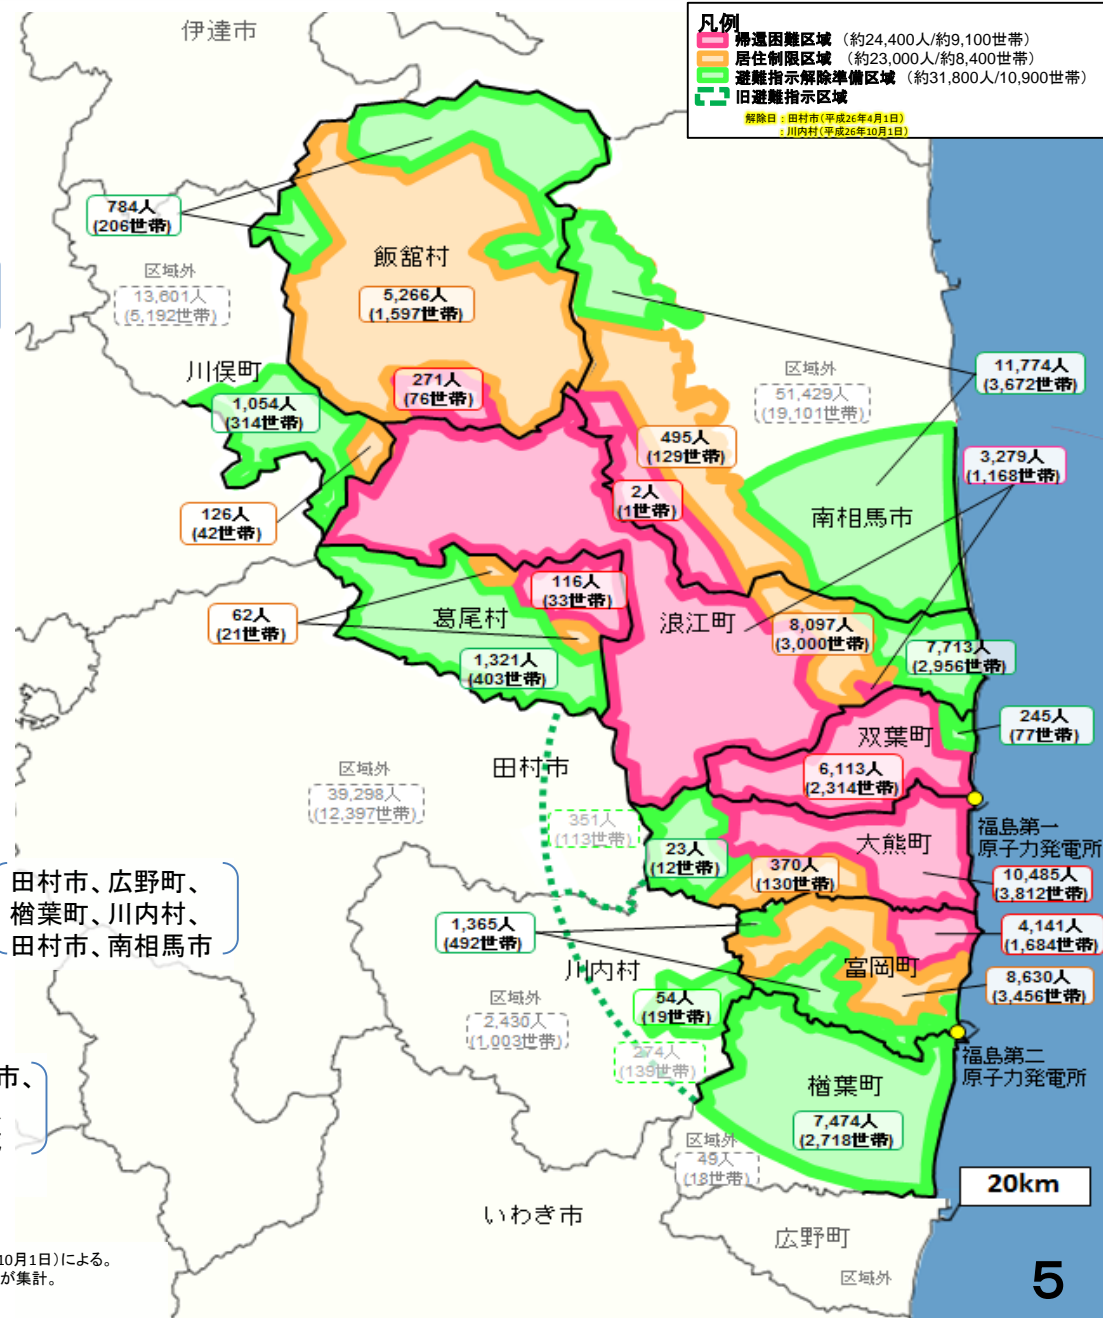 伊達市
凡例
帰還困難区域 (約24,400人/約9,100世帯)
居住制限区域 (約23,000人/約8,400世帯)
避難指示解除準備区域 (約31,800人/10,900世帯)
旧避難指示区域
解除日:田村市(平成26年4月1日)
:川内村(平成26年10月1日)
784人
(206世帯)
飯舘村
区域外
13,601人
(5,192世帯)
5,266人
(1,597世帯)
川俣町
271人
(76世帯)
区域外
51,429人
(19,101世帯)
11,774人
(3,672世帯)
1,054人
(314世帯)
495人
(129世帯)
3,279人
(1,168世帯)
2人
(1世帯)
126人
(42世帯)
南相馬市
116人
(33世帯)
62人
(21世帯)
葛尾村
浪江町
8,097人
(3,000世帯)
7,713人
(2,956世帯)
1,321人
(403世帯)
245人
(77世帯)
双葉町
田村市
6,113人
(2,314世帯)
区域外
39,298人
(12,397世帯)
351人
(113世帯)
福島第一
原子力発電所
大熊町
23人
(12世帯)
370人
(130世帯)
10,485人
(3,812世帯)
田村市、広野町、
楢葉町、川内村、
田村市、南相馬市
1,365人
(492世帯)
4,141人
(1,684世帯)
川内村
富岡町
8,630人
(3,456世帯)
54人
(19世帯)
区域外
2,430人
(1,003世帯)
274人
(139世帯)
福島第二
原子力発電所
市、
楢葉町
7,474人
(2,718世帯)
区域外
49人
(18世帯)
20km
いわき市
広野町
区域外
10月1日)による。
が集計。
5